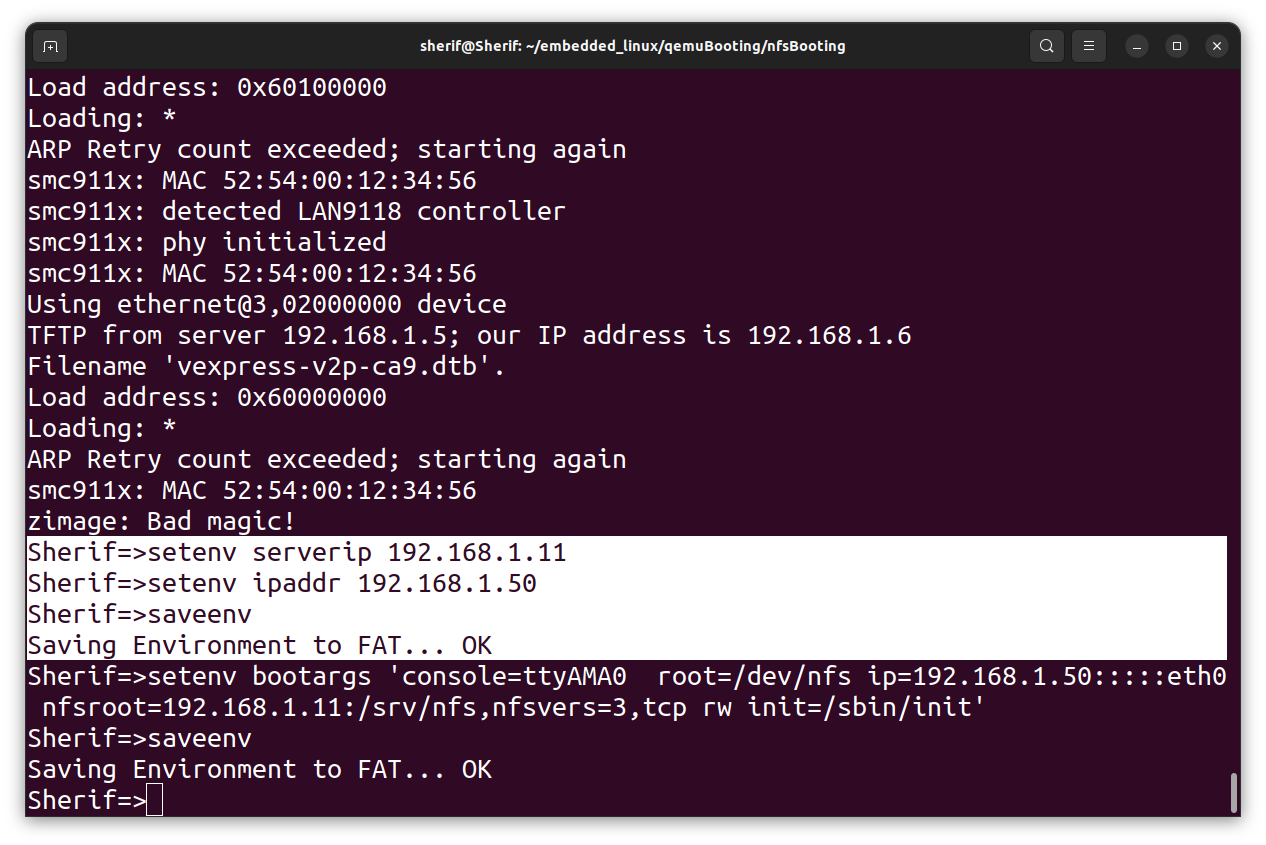 sherif@Sherif: ~/embedded_linux/qemuBooting/nfsBooting
Load address: 0x60100000
Loading: *
ARP Retry count exceeded; starting again
smc911x: MAC 52:54:00:12:34:56
smc911x: detected LAN9118 controller
smc911x: phy initialized
smc911x: MAC 52:54:00:12:34:56
Using ethernet@3,02000000 device
TFTP from server 192.168.1.5; our IP address is 192.168.1.6
Filename 'vexpress-v2p-ca9.dtb'.
Load address: 0x60000000
Loading: *
ARP Retry count exceeded; starting again
smc911x: MAC 52:54:00:12:34:56
zimage: Bad magic!
Sherif=>setenv serverip 192.168.1.11
Sherif=>setenv ipaddr 192.168.1.50
Sherif=>saveenv
Saving Environment to FAT... OK
Sherif=>setenv bootargs 'console=ttyAMA0  root=/dev/nfs ip=192.168.1.50:::::eth0
 nfsroot=192.168.1.11:/srv/nfs,nfsvers=3,tcp rw init=/sbin/init'
Sherif=>saveenv
Saving Environment to FAT... OK
Sherif=>